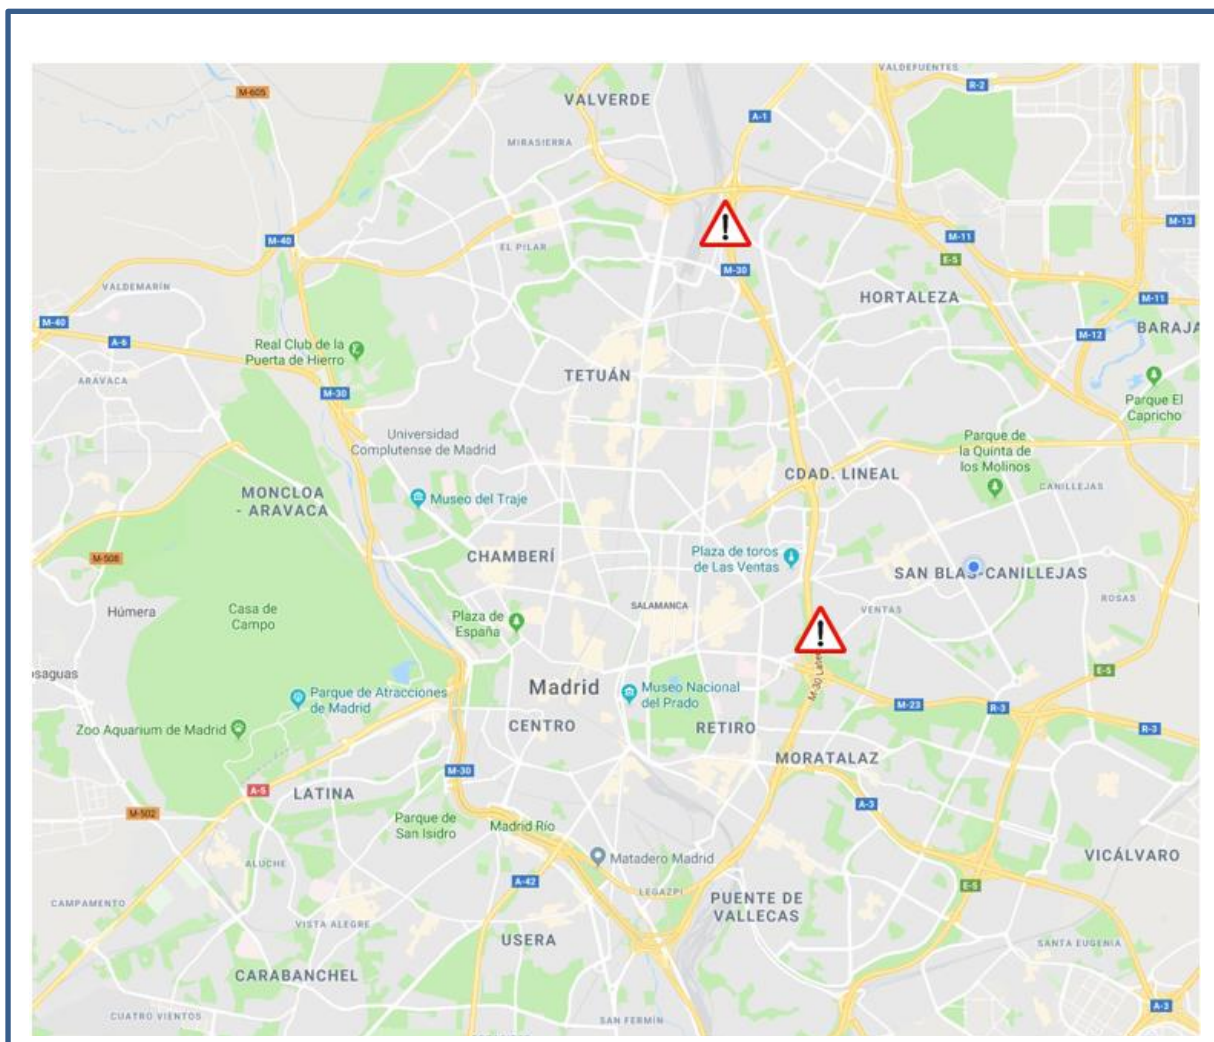 VALDEFUENTES
M-605
R-2
VALVERDE
A-1
MIRASIERRA
M-13
M-40
EL PILAR
M-11
E-5
M-30
VALDEMARÍN
HORTALEZA
M-11
M-40
BARAJA
M-12
A-6
Real Club de la
Puerta de Hierro
TETUÁN
ARAVACA
M-30
Parque El
Capricho
Universidad
Complutense de Madrid
Parque de
la Quinta de
los Molinos
CDAD. LINEAL
CANILLEJAS
MONCLOA
- ARAVACA
Museo del Traje
M-508
CHAMBERÍ
Plaza de toros
de Las Ventas
SAN BLAS-CANILLEJAS
ROSAS
Húmera
Casa de
Campo
SALAMANCA
VENTAS
Plaza de
España
osaguas
E-5
Madrid
Museo Nacional
del Prado
M-30 Late
Parque de Atracciones
de Madrid
M-23
R-3
Zoo Aquarium de Madrid
CENTRO
RETIRO
R-3
MORATALAZ
M-30
A-5
LATINA
M-502
A-3
Parque de
San Isidro
Madrid Río
ALUCHE
Matadero Madrid
VICÁLVARO
A-42
LEGAZPI
E-5
CAMPAMENTO
PUENTE DE
VALLECAS
VISTA ALEGRE
USERA
SANTA EUGENIA
CARABANCHEL
A-3
CUATRO VIENTOS
SAN FERMÍN